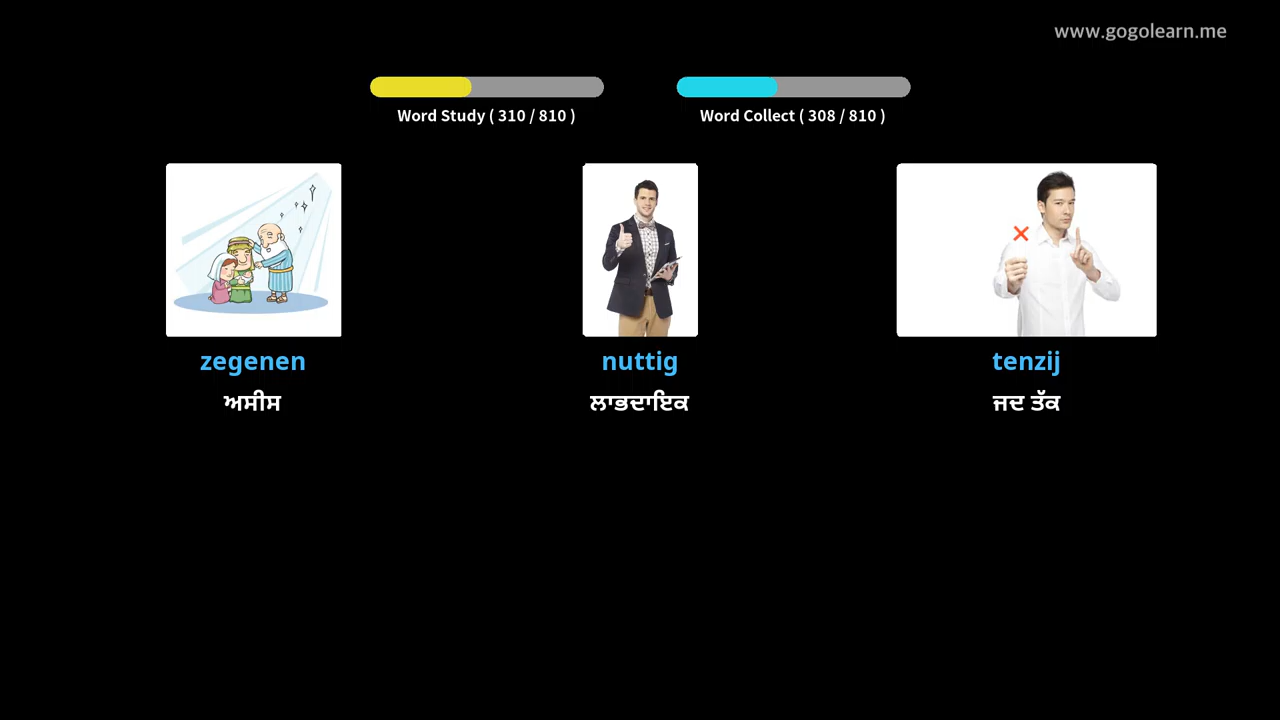 www.gogolearn.me
Word Study ( 310 / 810 )
Word Collect ( 308 / 810 )
zegenen
nuttig
tenzij
ਅਸੀਸ
ਲਾਭਦਾਇਕ
ਜਦ ਤੱਕ